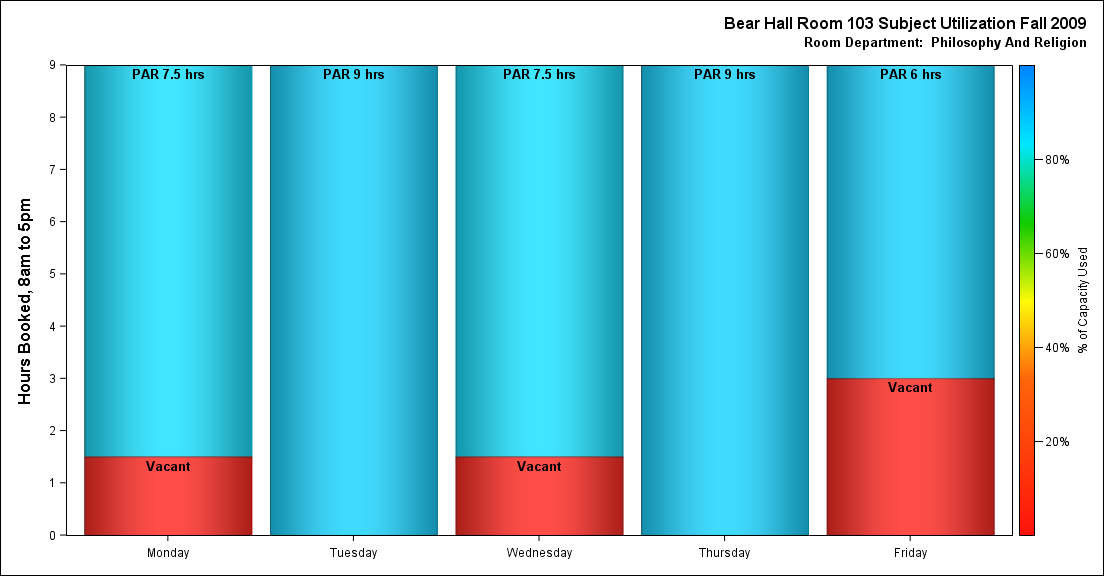 Bear Hall Room 103 Subject Utilization Fall 2009
Room Department:  Philosophy And Religion
Hours Booked, 8am to 5pm
9
8
7
6
5
4
3
2
1
0
PAR 7.5 hrs
PAR 9 hrs
PAR 7.5 hrs
PAR 9 hrs
PAR 6 hrs
Vacant
Vacant
Vacant
Monday
Tuesday
Wednesday
Thursday
Friday
80%
60%
40%
20%
% of Capacity Used